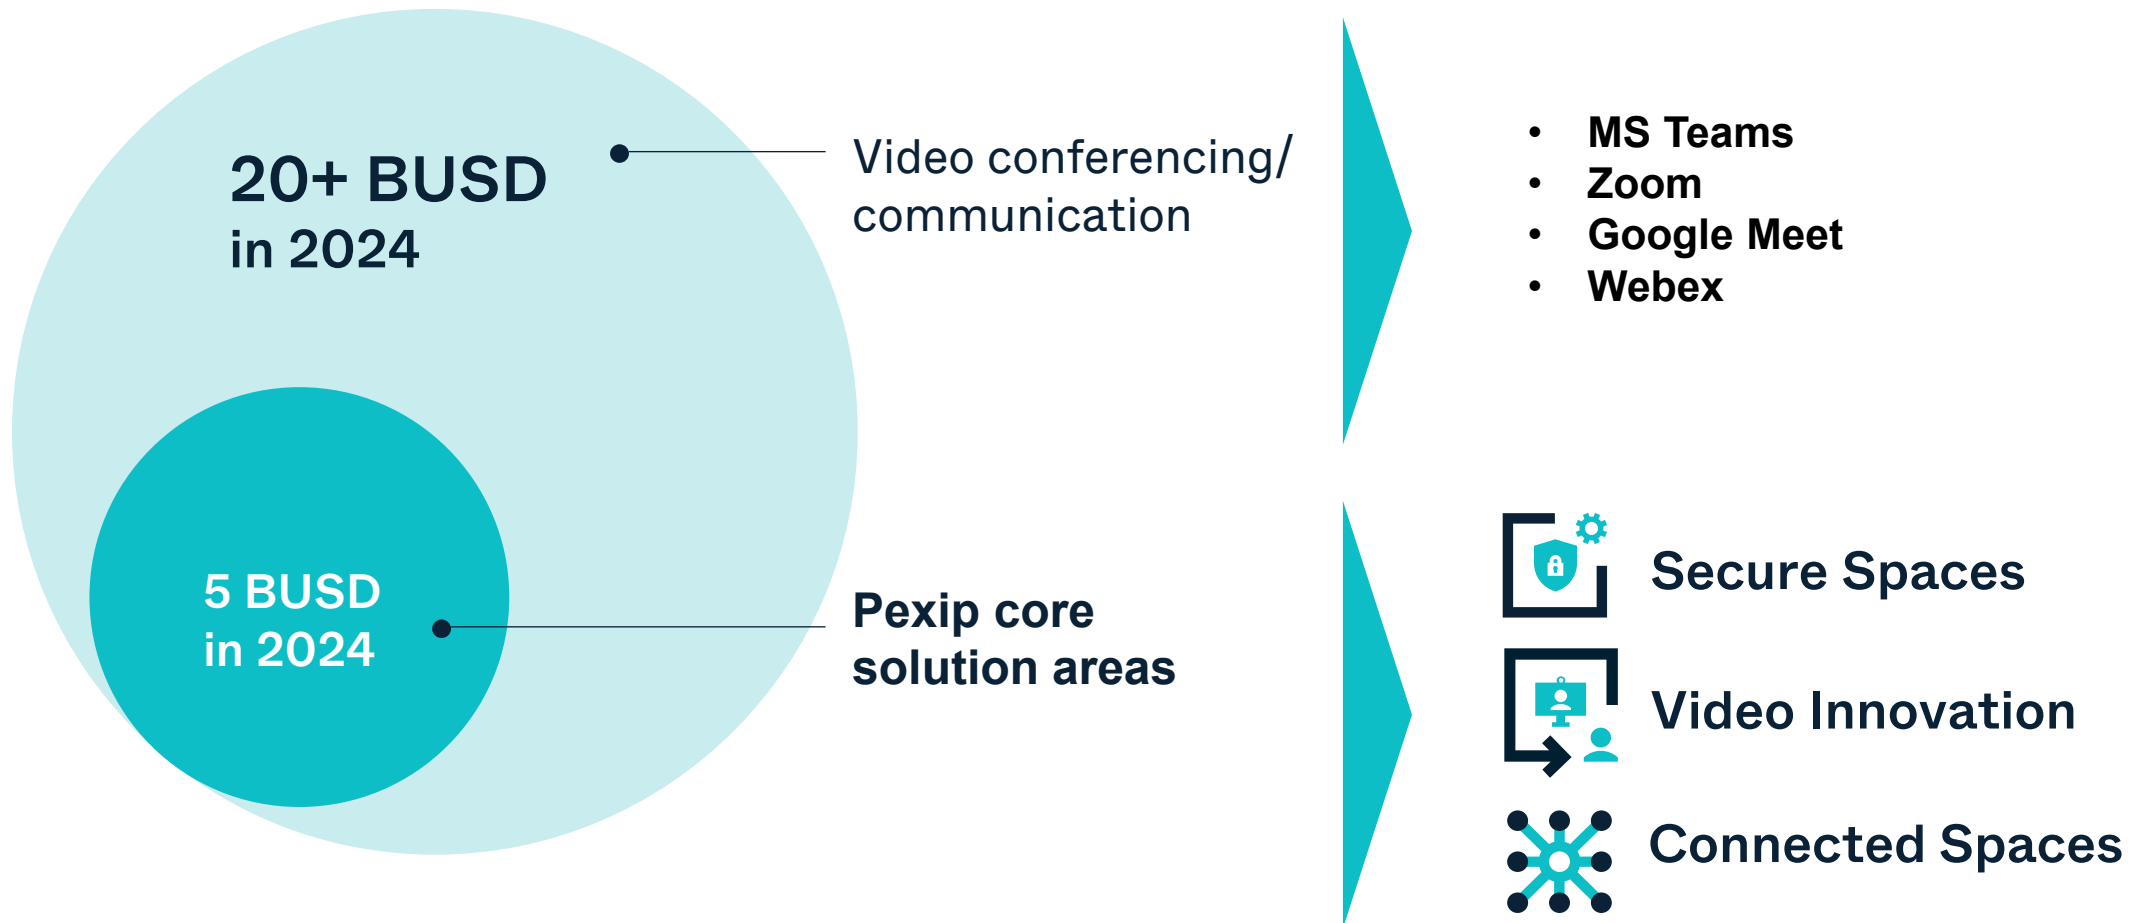 20+ BUSD
in 2024
Video conferencing/
communication
• MS Teams
• Zoom
• Google Meet
• Webex
5 BUSD
in 2024
Pexip core
solution areas
Secure Spaces
Video Innovation
Connected Spaces